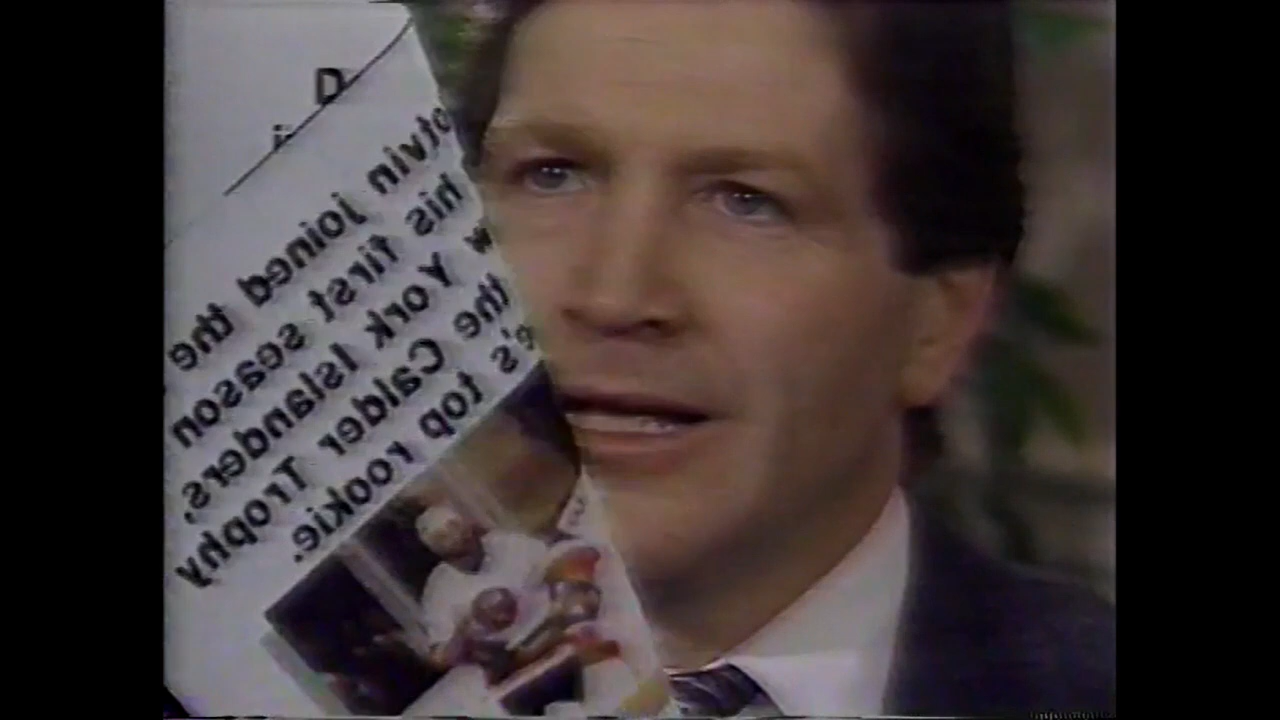 otvin joined the
his first season
w York Islanders,
the Calder Trophy
e's top rookie.